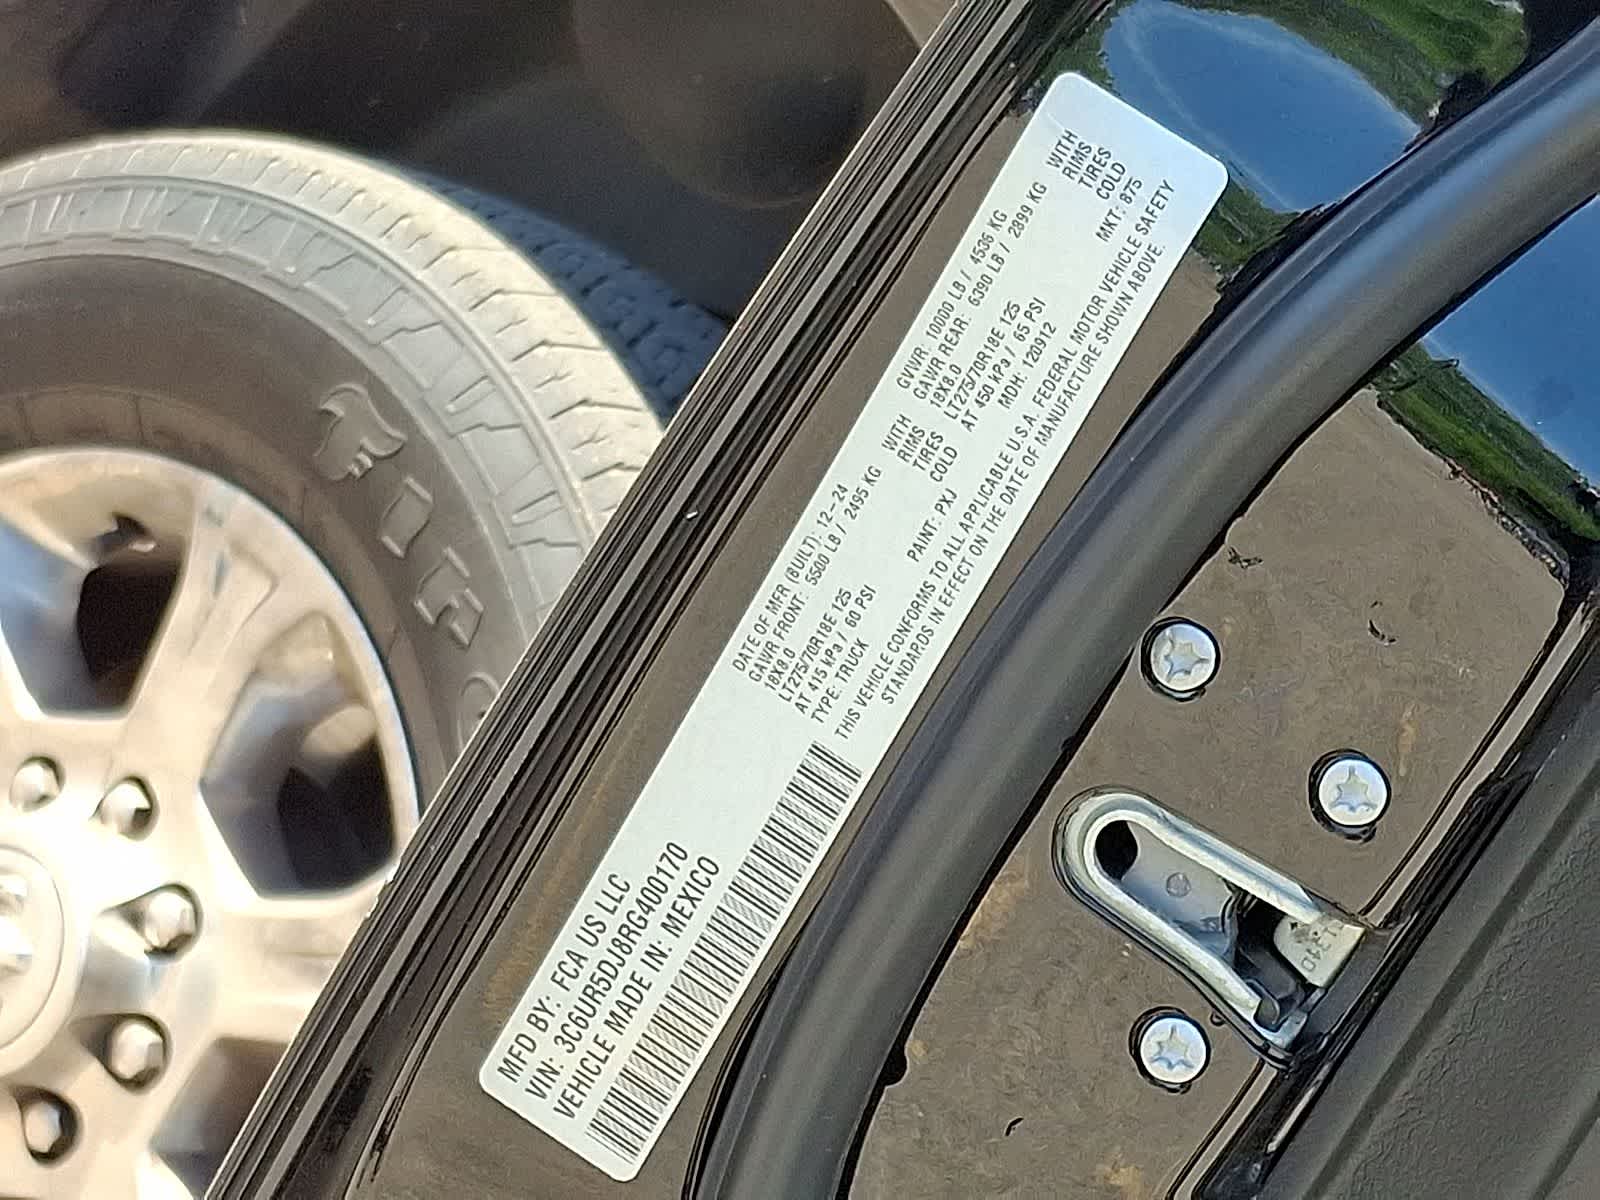 MFD BY: FCA US LLC
VIN: 3C6UR5DJ8RG400170
VEHICLE MADE IN: MEXICO
DATE OF MFR (BUILT): 12-24 GVWR: 10000 LB / 4536 KG
GAWR FRONT: 5500 LB / 2495 KG WITH GAWR REAR: 6390 LB / 2899 KG WITH
18X8.0 RIMS 18X8.0 RIMS
LT275/70R18E 125 TIRES LT275/70R18E 125 TIRES
AT 415 kPa / 60 PSI COLD AT 450 kPa / 65 PSI COLD
TYPE: TRUCK PAINT: PXJ MDH: 120912 MKT: 875
THIS VEHICLE CONFORMS TO ALL APPLICABLE U.S.A. FEDERAL MOTOR VEHICLE SAFETY
STANDARDS IN EFFECT ON THE DATE OF MANUFACTURE SHOWN ABOVE.